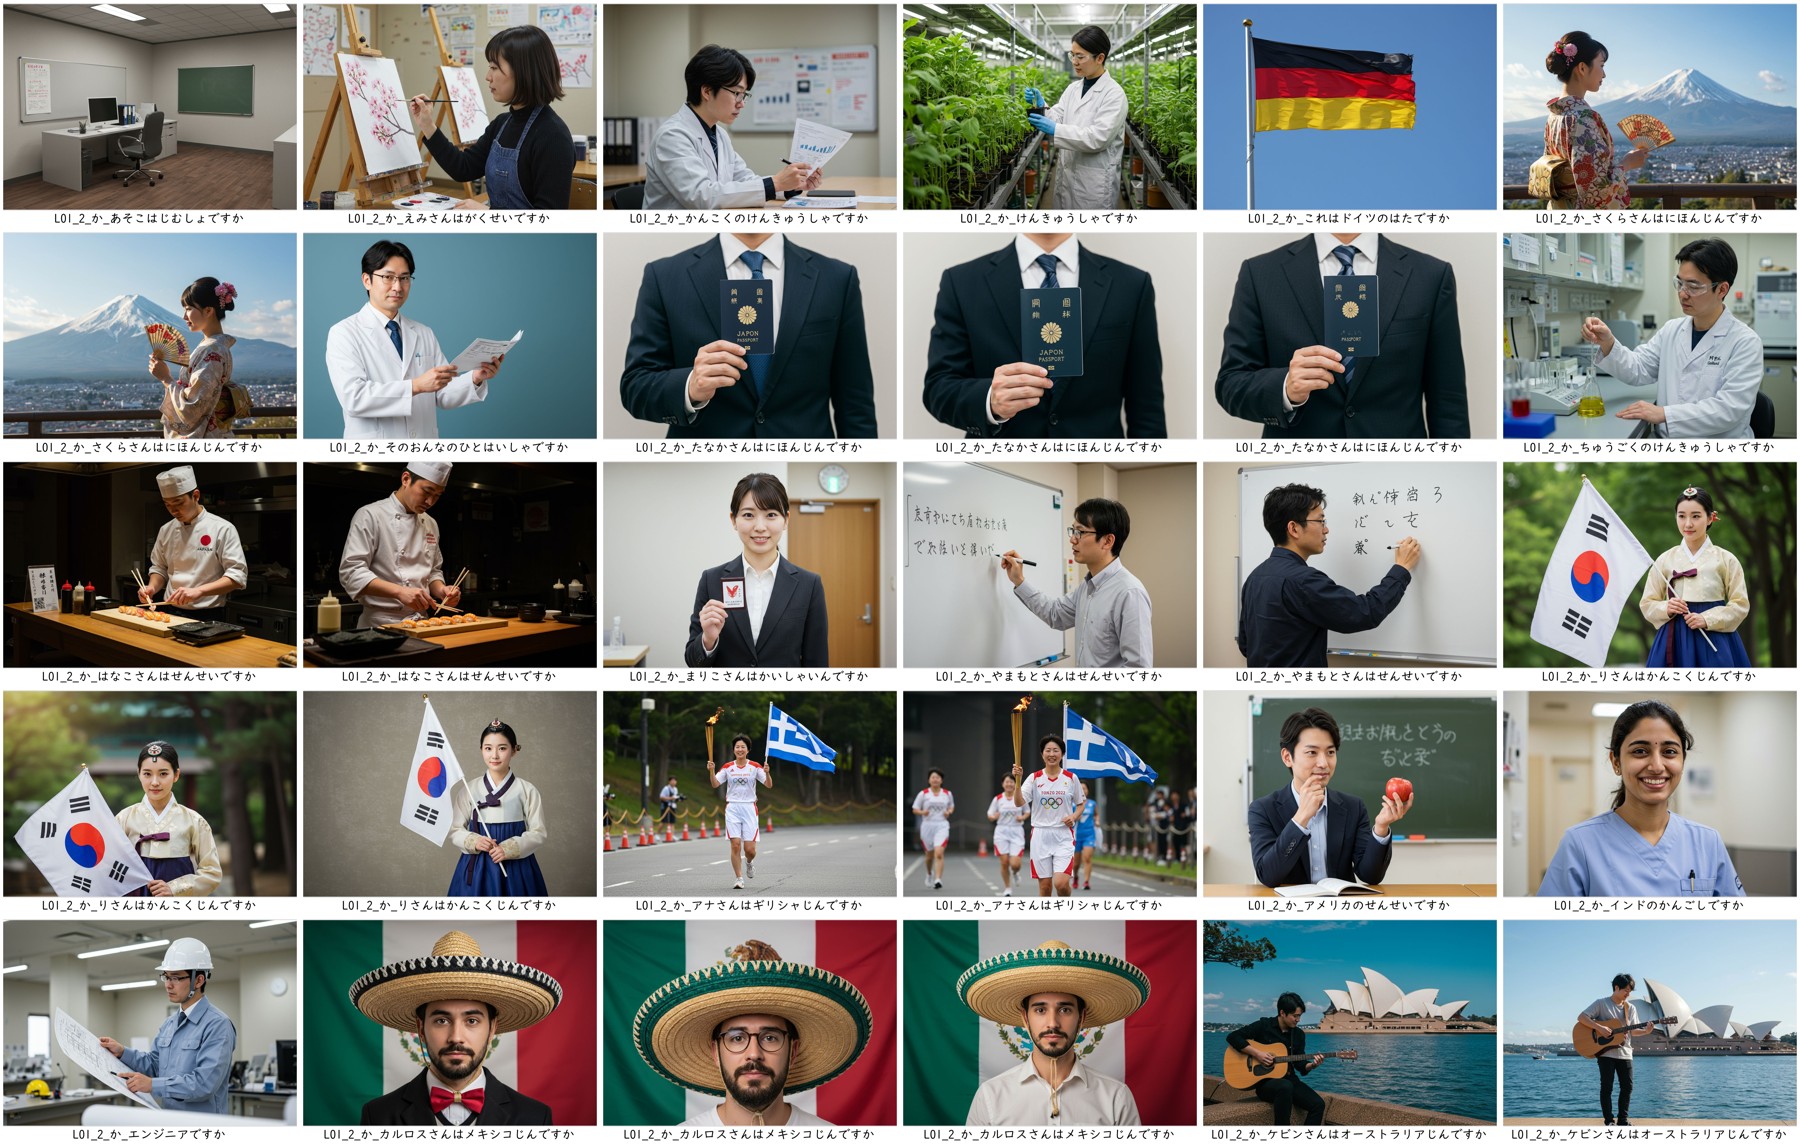 L01_2_か_あそこはじむしょですか
L01_2_か_えみさんはがくせいですか
L01_2_か_かんこくのけんきゅうしゃですか
L01_2_か_けんきゅうしゃですか
L01_2_か_これはドイツのはたですか
L01_2_か_さくらさんはにほんじんですか
JAPON
PASSPORT
JAPON
PASSPORT
PASSPORT
L01_2_か_さくらさんはにほんじんですか
L01_2_か_そのおんなのひとはいしゃですか
L01_2_か_たなかさんはにほんじんですか
L01_2_か_たなかさんはにほんじんですか
L01_2_か_たなかさんはにほんじんですか
L01_2_か_ちゅうごくのけんきゅうしゃですか
L01_2_か_はなこさんはせんせいですか
L01_2_か_はなこさんはせんせいですか
L01_2_か_まりこさんはかいしゃいんですか
L01_2_か_やまもとさんはせんせいですか
L01_2_か_やまもとさんはせんせいですか
L01_2_か_りさんはかんこくじんですか
L01_2_か_りさんはかんこくじんですか
L01_2_か_りさんはかんこくじんですか
L01_2_か_アナさんはギリシャじんですか
L01_2_か_アナさんはギリシャじんですか
L01_2_か_アメリカのせんせいですか
L01_2_か_インドのかんごしですか
L01_2_か_エンジニアですか
L01_2_か_カルロスさんはメキシコじんですか
L01_2_か_カルロスさんはメキシコじんですか
L01_2_か_カルロスさんはメキシコじんですか
L01_2_か_ケビンさんはオーストラリアじんですか
L01_2_か_ケビンさんはオーストラリアじんですか